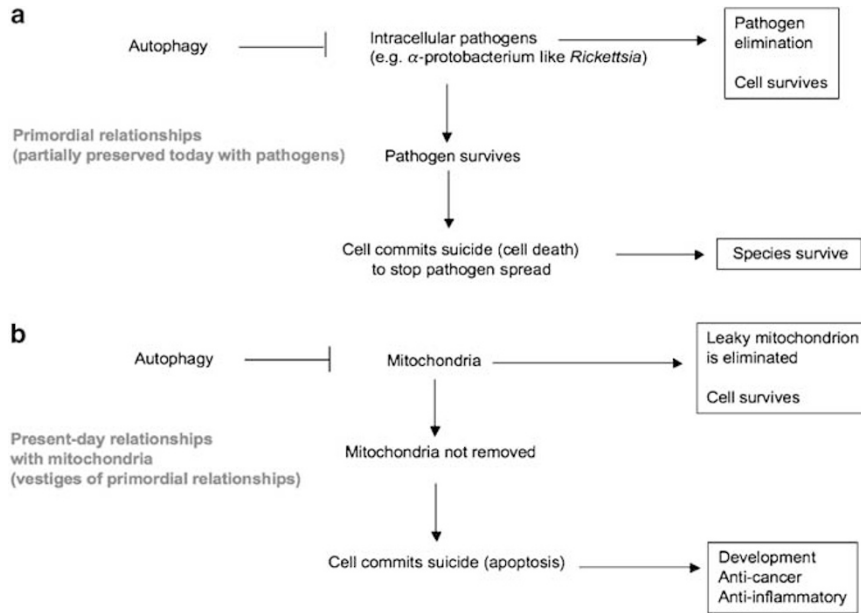 a
Autophagy
Intracellular pathogens
(e.g. α-protobacterium like Rickettsia)
Pathogen
elimination
Cell survives
Primordial relationships
(partially preserved today with pathogens)
Pathogen survives
Cell commits suicide (cell death)
to stop pathogen spread
Species survive
b
Autophagy
Mitochondria
Leaky mitochondrion
is eliminated
Cell survives
Present-day relationships
with mitochondria
(vestiges of primordial relationships)
Mitochondria not removed
Cell commits suicide (apoptosis)
Development
Anti-cancer
Anti-inflammatory